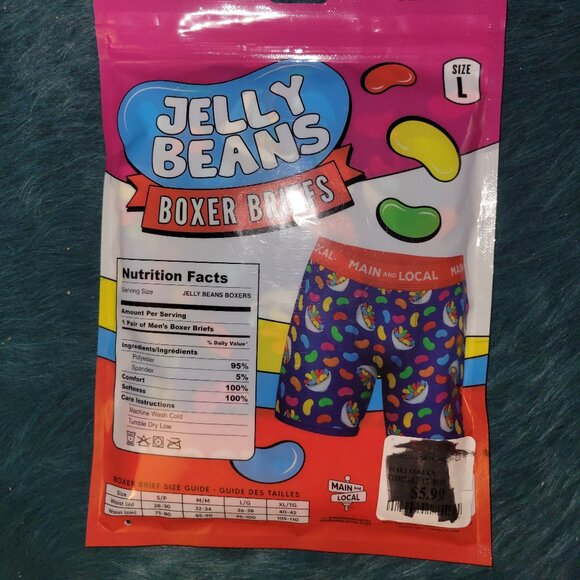 SIZE
L
JELLY
BEANS
BOXER BRIEFS
LOCAL
MAIN AND LOCAL
MAIN
Nutrition Facts
Serving Size JELLY BEANS BOXERS
Amount Per Serving
1 Pair of Men's Boxer Briefs
% Daily Value*
Ingredients/Ingrédients
Polyester 95%
Spandex 5%
Comfort 100%
Softness 100%
Care Instructions
Machine Wash Cold
Tumble Dry Low
$5.99
BOXER BRIEF SIZE GUIDE - GUIDE DES TAILLES
Size S/P M/M L/G XL/TG
Waist (in) 28-30 32-34 36-38 40-42
Waist (cm) 75-80 85-90 95-100 105-110
MAIN AND
LOCAL